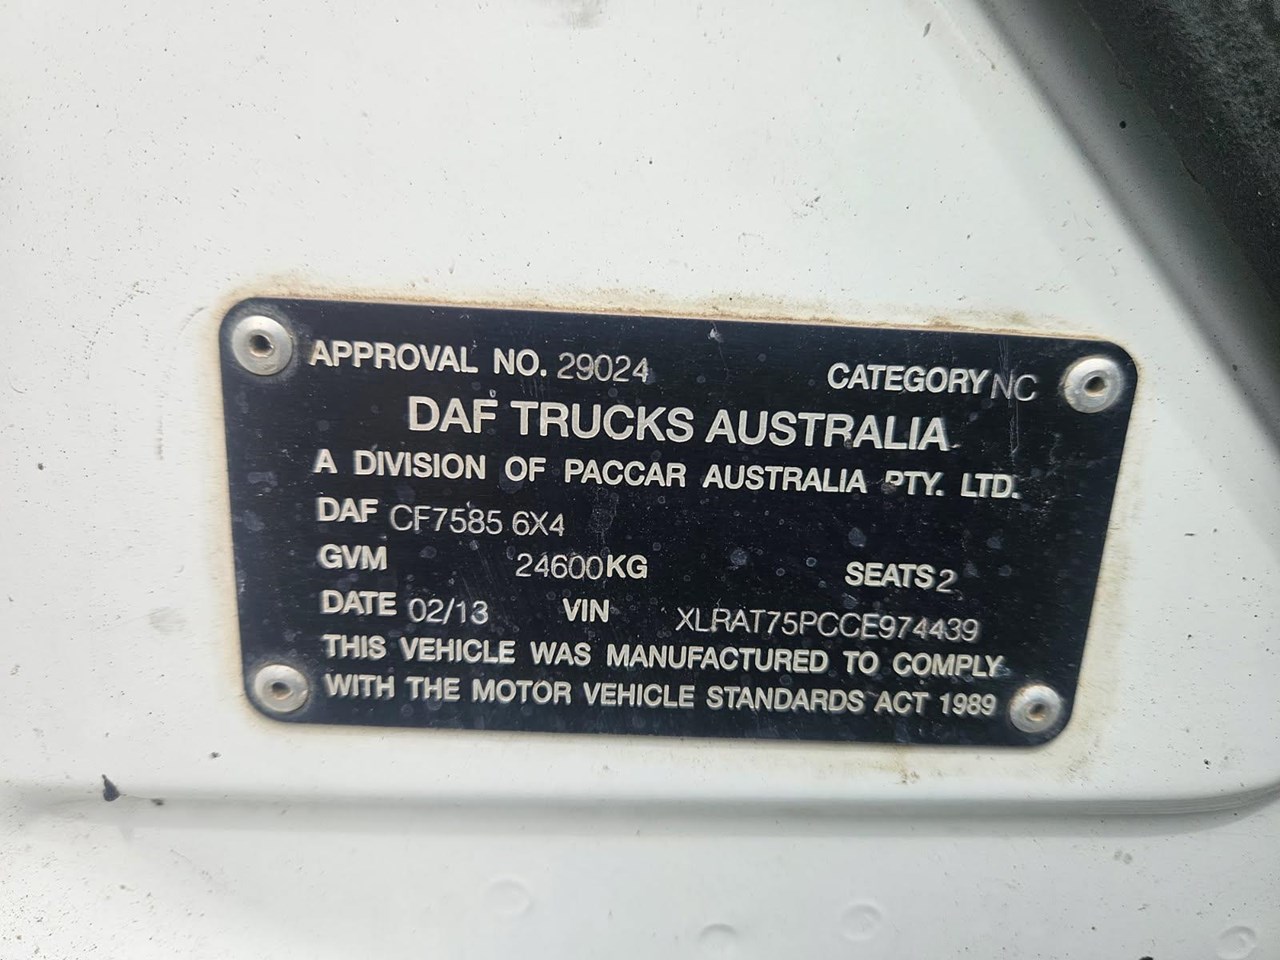 APPROVAL NO. 29024 CATEGORY NC
DAF TRUCKS AUSTRALIA
A DIVISION OF PACCAR AUSTRALIA PTY. LTD.
DAF CF7585 6X4
GVM 24600KG SEATS 2
DATE 02/13 VIN XLRAT75PCCE974439
THIS VEHICLE WAS MANUFACTURED TO COMPLY
WITH THE MOTOR VEHICLE STANDARDS ACT 1989